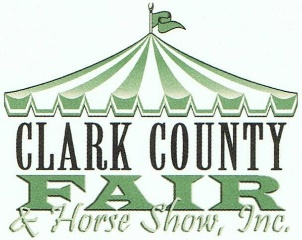 CLARK COUNTY
FAIR
& Horse Show, Inc.